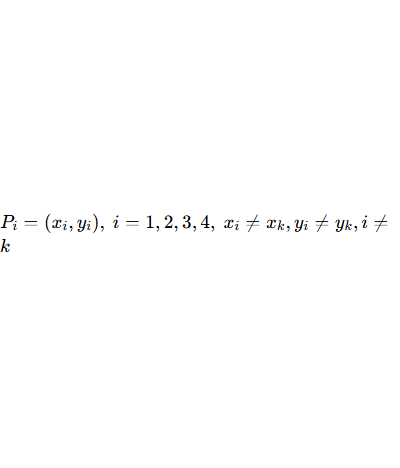 P_i = (x_i, y_i), i = 1, 2, 3, 4, x_i ≠ x_k, y_i ≠ y_k, i ≠
k